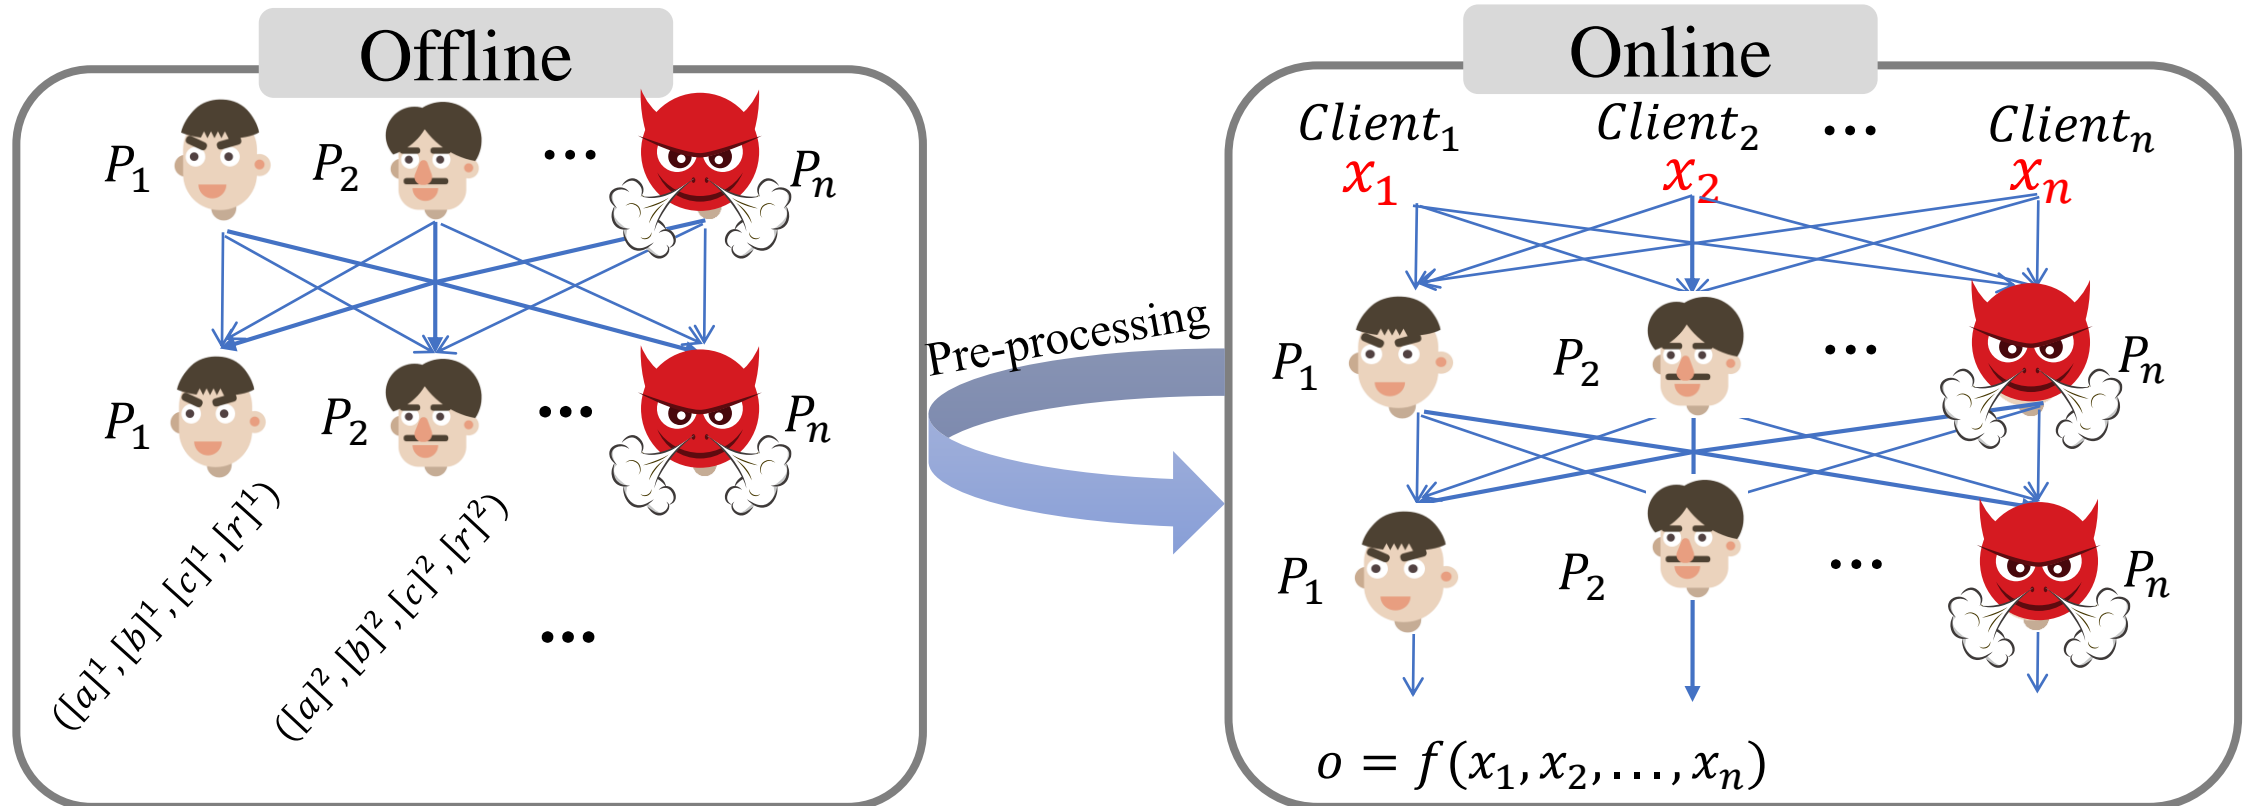 Offline
P₁ P₂ ... Pₙ
P₁ P₂ ... Pₙ
([a]¹,[b]¹,[c]¹,[r]¹)
([a]²,[b]²,[c]²,[r]²)
...
Pre-processing
Online
Client₁ Client₂ ... Clientₙ
x₁ x₂ xₙ
P₁ P₂ ... Pₙ
P₁ P₂ ... Pₙ
o = f(x₁,x₂,...,xₙ)